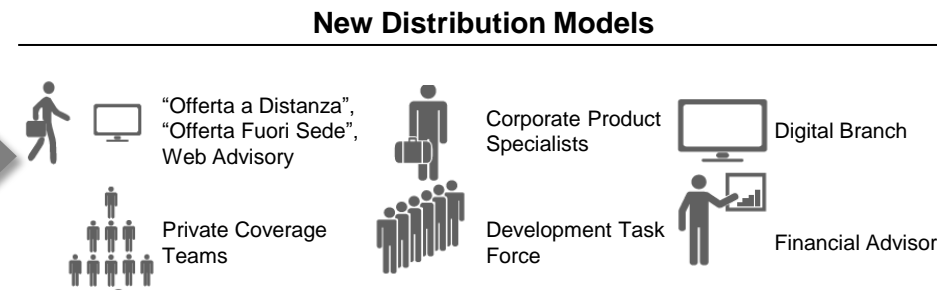 New Distribution Models
“Offerta a Distanza”,
“Offerta Fuori Sede”,
Web Advisory
Corporate Product
Specialists
Digital Branch
Private Coverage
Teams
Development Task
Force
Financial Advisor